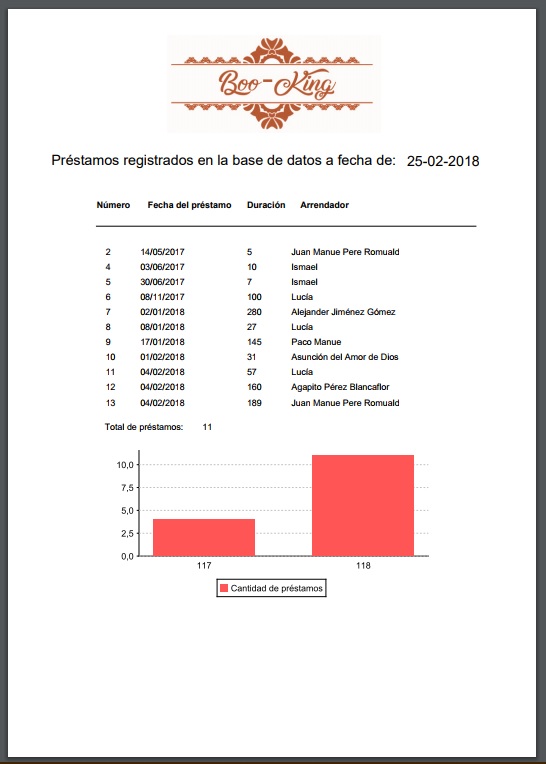 Boo-King
Préstamos registrados en la base de datos a fecha de: 25-02-2018
Número Fecha del préstamo Duración Arrendador
2 14/05/2017 5 Juan Manue Pere Romuald
4 03/06/2017 10 Ismael
5 30/06/2017 7 Ismael
6 08/11/2017 100 Lucía
7 02/01/2018 280 Alejander Jiménez Gómez
8 08/01/2018 27 Lucía
9 17/01/2018 145 Paco Manue
10 01/02/2018 31 Asunción del Amor de Dios
11 04/02/2018 57 Lucía
12 04/02/2018 160 Agapito Pérez Blancaflor
13 04/02/2018 189 Juan Manue Pere Romuald
Total de préstamos: 11
10,0
7,5
5,0
2,5
0,0
117 118
Cantidad de préstamos